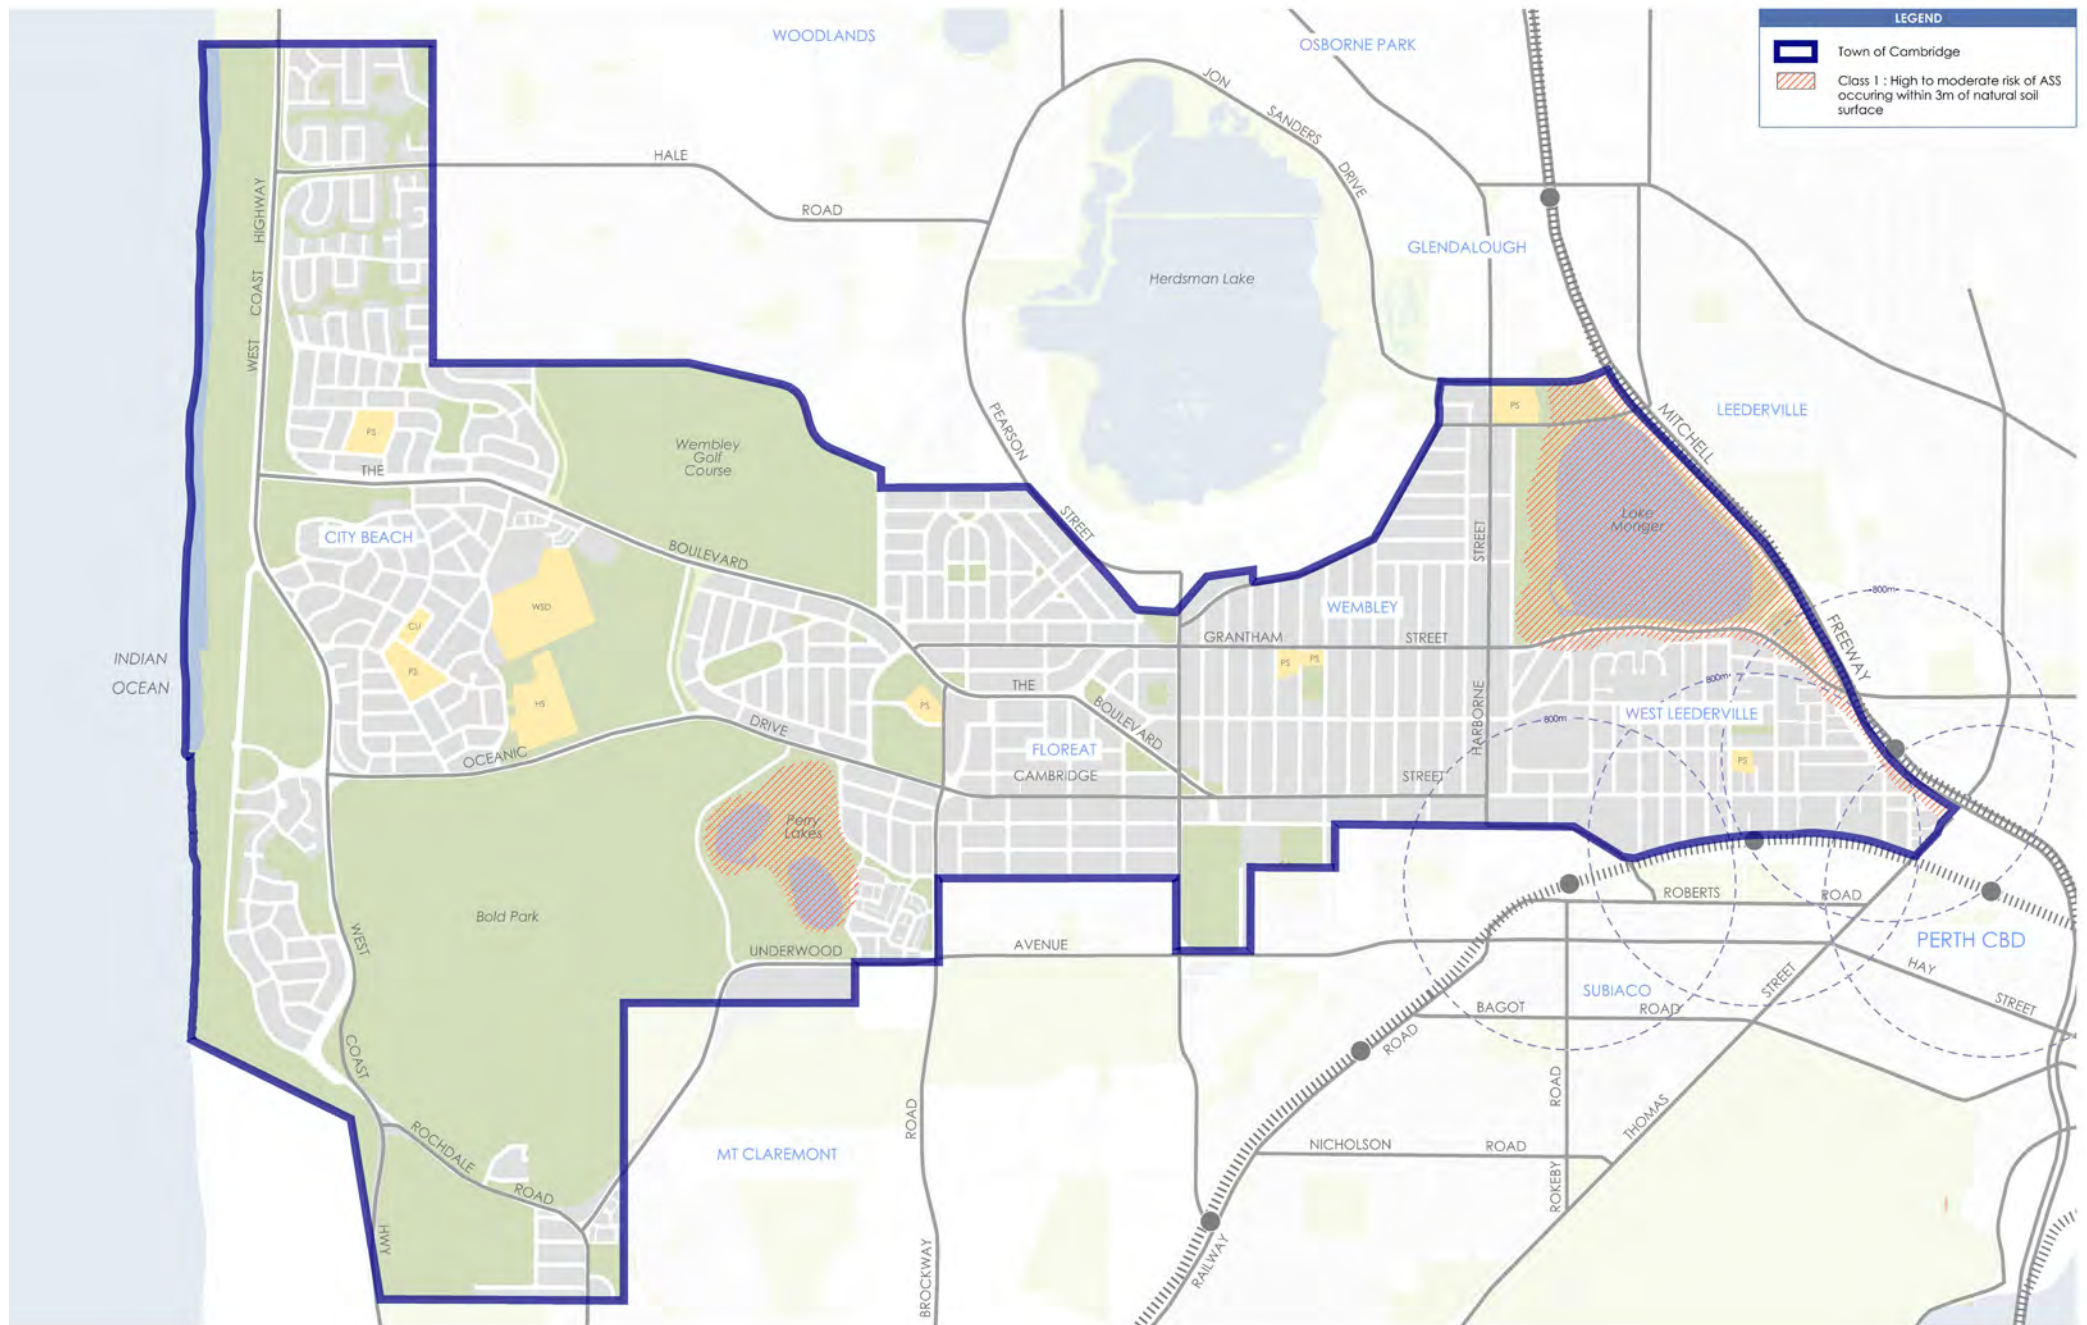 LEGEND
Town of Cambridge
Class 1 : High to moderate risk of ASS
occuring within 3m of natural soil
surface
WOODLANDS
OSBORNE PARK
JON
SANDERS
DRIVE
HALE
ROAD
WEST COAST HIGHWAY
Herdsman Lake
GLENDALOUGH
PEARSON
STREET
PS
MITCHELL
FREEWAY
LEEDERVILLE
PS
THE
BOULEVARD
Wembley
Golf
Course
CITY BEACH
Lake
Monger
HARBORNE
STREET
WSD
CU
PS
HS
INDIAN
OCEAN
WEMBLEY
GRANTHAM
STREET
PS
PS
800m
800m
800m
THE
BOULEVARD
PS
DRIVE
OCEANIC
FLOREAT
CAMBRIDGE
STREET
WEST LEEDERVILLE
PS
Perry
Lakes
Bold Park
UNDERWOOD
AVENUE
ROBERTS
ROAD
PERTH CBD
HAY
STREET
SUBIACO
BAGOT
ROAD
WEST
COAST
HWY
ROCHDALE
ROAD
MT CLAREMONT
ROAD
BROCKWAY
ROAD
RAILWAY
NICHOLSON
ROAD
ROAD
ROKEBY
THOMAS
STREET